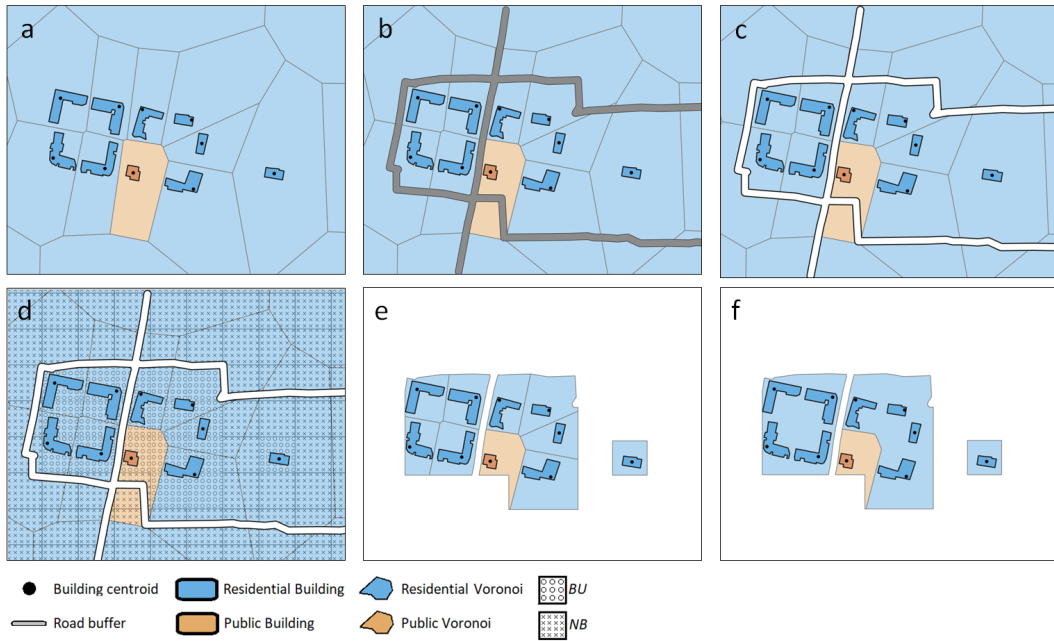 a
b
c
d
e
f
Building centroid
Residential Building
Residential Voronoi
BU
Road buffer
Public Building
Public Voronoi
NB